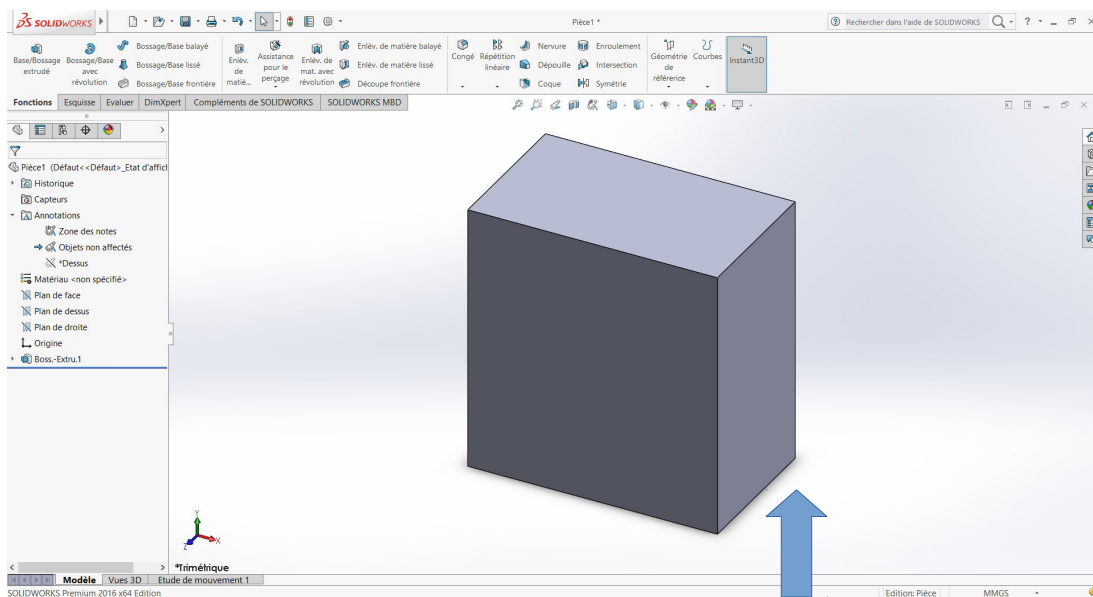 3S SOLIDWORKS
Pièce1 *
Rechercher dans l'aide de SOLIDWORKS
Base/Bossage extrudé
Bossage/Base avec révolution
Bossage/Base balayé
Bossage/Base lissé
Bossage/Base frontière
Enlèv. de matiè...
Assistance pour le perçage
Enlèv. de mat. avec révolution
Enlèv. de matière balayé
Enlèv. de matière lissé
Découpe frontière
Congé
Répétition linéaire
Nervure
Dépouille
Coque
Enroulement
Intersection
Symétrie
Géométrie de référence
Courbes
Instant3D
Fonctions
Esquisse
Evaluer
DimXpert
Compléments de SOLIDWORKS
SOLIDWORKS MBD
Pièce1 (Défaut<<Défaut>_Etat d'affich
Historique
Capteurs
Annotations
Zone des notes
Objets non affectés
*Dessus
Matériau <non spécifié>
Plan de face
Plan de dessus
Plan de droite
Origine
Boss.-Extru.1
Y
X
Z
*Trimétrique
Modèle
Vues 3D
Etude de mouvement 1
SOLIDWORKS Premium 2016 x64 Edition
Edition: Pièce
MMGS